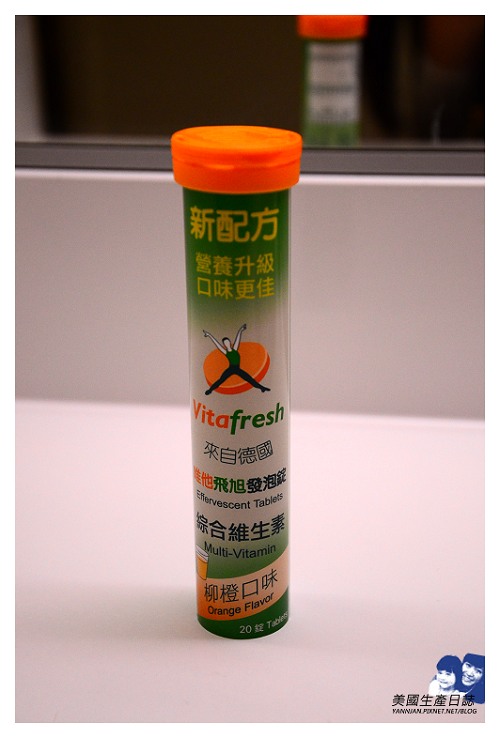 新配方
營養升級
口味更佳
Vitafresh
來自德國
維他飛旭發泡錠
Effervescent Tablets
綜合維生素
Multi-Vitamin
柳橙口味
Orange Flavor
20 錠 Tablets
美國生產日誌
YANNJAN.PIXNET.NET/BLOG